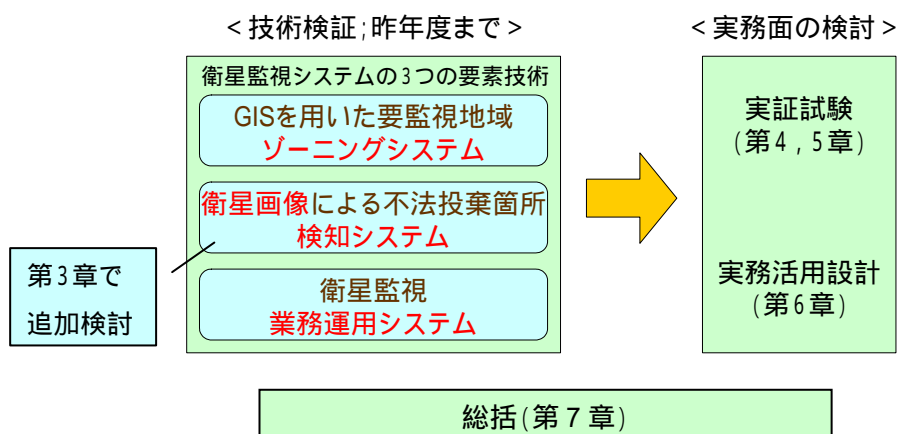 ＜技術検証;昨年度まで＞
＜実務面の検討＞
衛星監視システムの3つの要素技術
GISを用いた要監視地域
ゾーニングシステム
衛星画像による不法投棄箇所
検知システム
衛星監視
業務運用システム
第3章で
追加検討
実証試験
(第4,5章)
実務活用設計
(第6章)
総括(第７章)